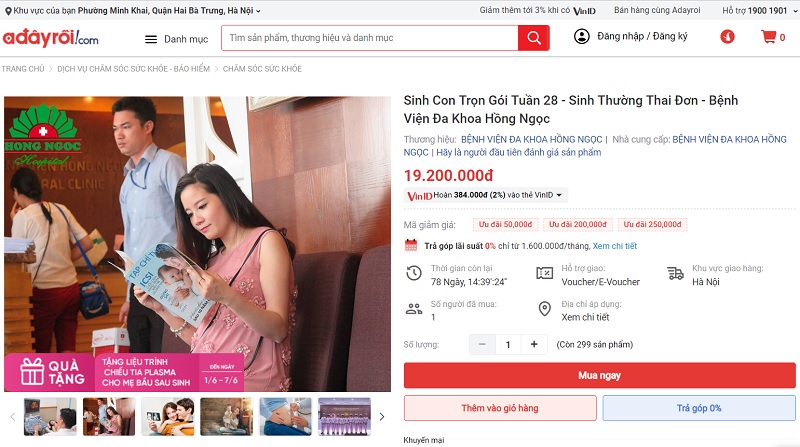 Khu vực của bạn Phường Minh Khai, Quận Hai Bà Trưng, Hà Nội
Giảm thêm tới 3% khi có VinID
Bán hàng cùng Adayroi
Hỗ trợ 1900 1901
adâyrồi!.com
Danh mục
Tìm sản phẩm, thương hiệu và danh mục
Đăng nhập / Đăng ký
0
TRANG CHỦ > DỊCH VỤ CHĂM SÓC SỨC KHỎE - BẢO HIỂM > CHĂM SÓC SỨC KHỎE
HONG NGOC
Hospital
TẠP CHÍ
ICSI
QUÀ
TẶNG
TẶNG LIỆU TRÌNH
CHIẾU TIA PLASMA
CHO MẸ BẦU SAU SINH
ĐẾN NGÀY
1/6 - 7/6
Sinh Con Trọn Gói Tuần 28 - Sinh Thường Thai Đơn - Bệnh
Viện Đa Khoa Hồng Ngọc
Thương hiệu: BỆNH VIỆN ĐA KHOA HỒNG NGỌC | Nhà cung cấp: BỆNH VIỆN ĐA KHOA HỒNG
NGỌC | Hãy là người đầu tiên đánh giá sản phẩm
19.200.000đ
VinID Hoàn 384.000đ (2%) vào thẻ VinID
Mã giảm giá:
Ưu đãi 50,000đ
Ưu đãi 200,000đ
Ưu đãi 250,000đ
Trả góp lãi suất 0% chỉ từ 1.600.000đ/tháng, Xem chi tiết
Thời gian còn lại
78 Ngày, 14:39:24"
Hỗ trợ giao:
Voucher/E-Voucher
Khu vực giao hàng:
Hà Nội
Số người đã mua:
1
Địa chỉ áp dụng:
Xem chi tiết
Số lượng:
− 1 +
(Còn 299 sản phẩm)
Mua ngay
Thêm vào giỏ hàng
Trả góp 0%
Khuyến mại